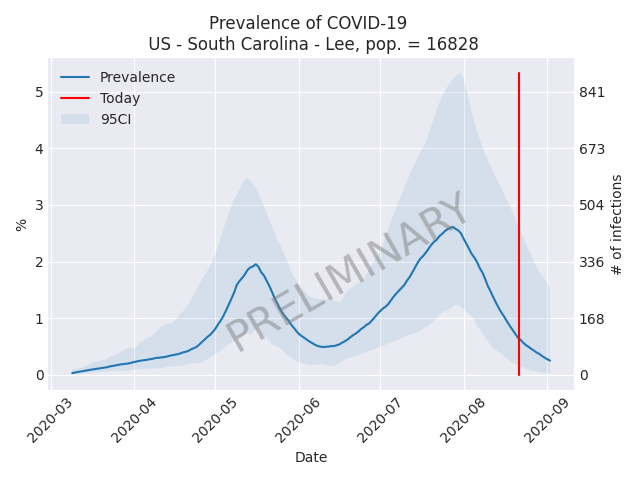 Prevalence of COVID-19
US - South Carolina - Lee, pop. = 16828
Prevalence
Today
95CI
PRELIMINARY
%
5
4
3
2
1
0
841
673
504
336
168
0
# of infections
2020-03
2020-04
2020-05
2020-06
2020-07
2020-08
2020-09
Date